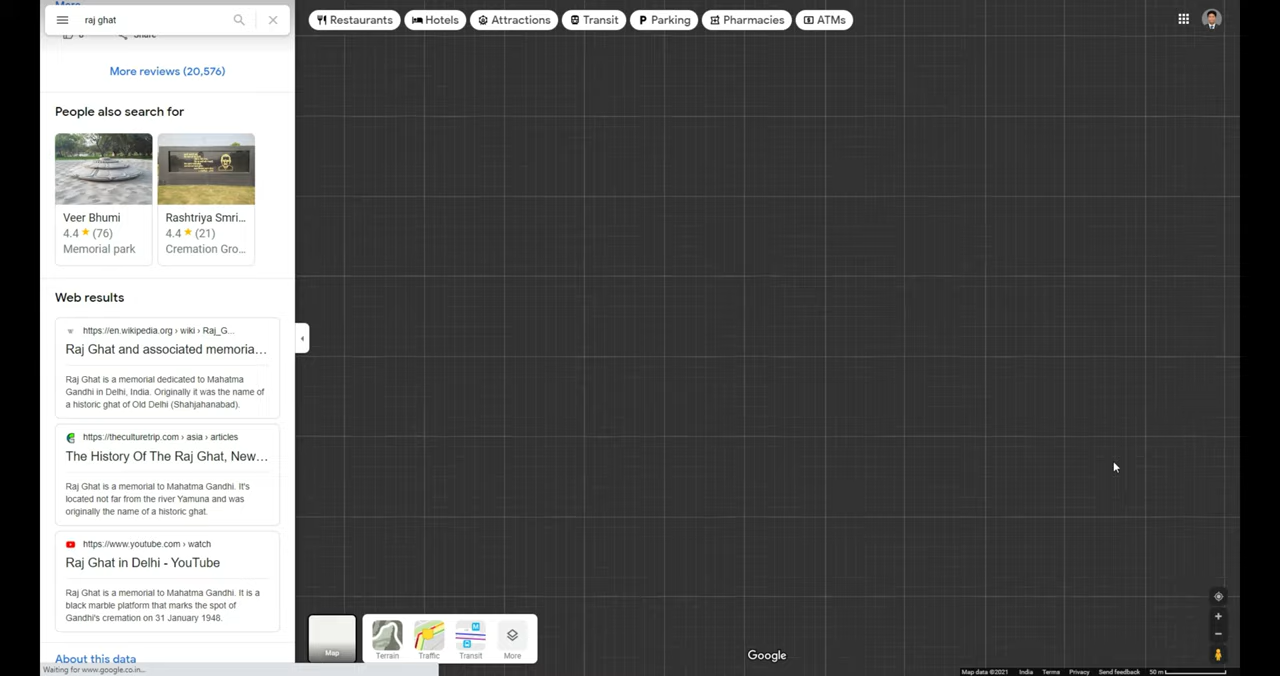 raj ghat
Restaurants
Hotels
Attractions
Transit
Parking
Pharmacies
ATMs
More reviews (20,576)
People also search for
Veer Bhumi
4.4 ★ (76)
Memorial park
Rashtriya Smri...
4.4 ★ (21)
Cremation Gro...
Web results
https://en.wikipedia.org › wiki › Raj_G...
Raj Ghat and associated memoria...
Raj Ghat is a memorial dedicated to Mahatma
Gandhi in Delhi, India. Originally it was the name of
a historic ghat of Old Delhi (Shahjahanabad).
https://theculturetrip.com › asia › articles
The History Of The Raj Ghat, New...
Raj Ghat is a memorial to Mahatma Gandhi. It's
located not far from the river Yamuna and was
originally the name of a historic ghat.
https://www.youtube.com › watch
Raj Ghat in Delhi - YouTube
Raj Ghat is a memorial to Mahatma Gandhi. It is a
black marble platform that marks the spot of
Gandhi's cremation on 31 January 1948.
About this data
Waiting for www.google.co.in...
Map
Terrain
Traffic
Transit
More
Google
Map data ©2021 India Terms Privacy Send feedback 50 m